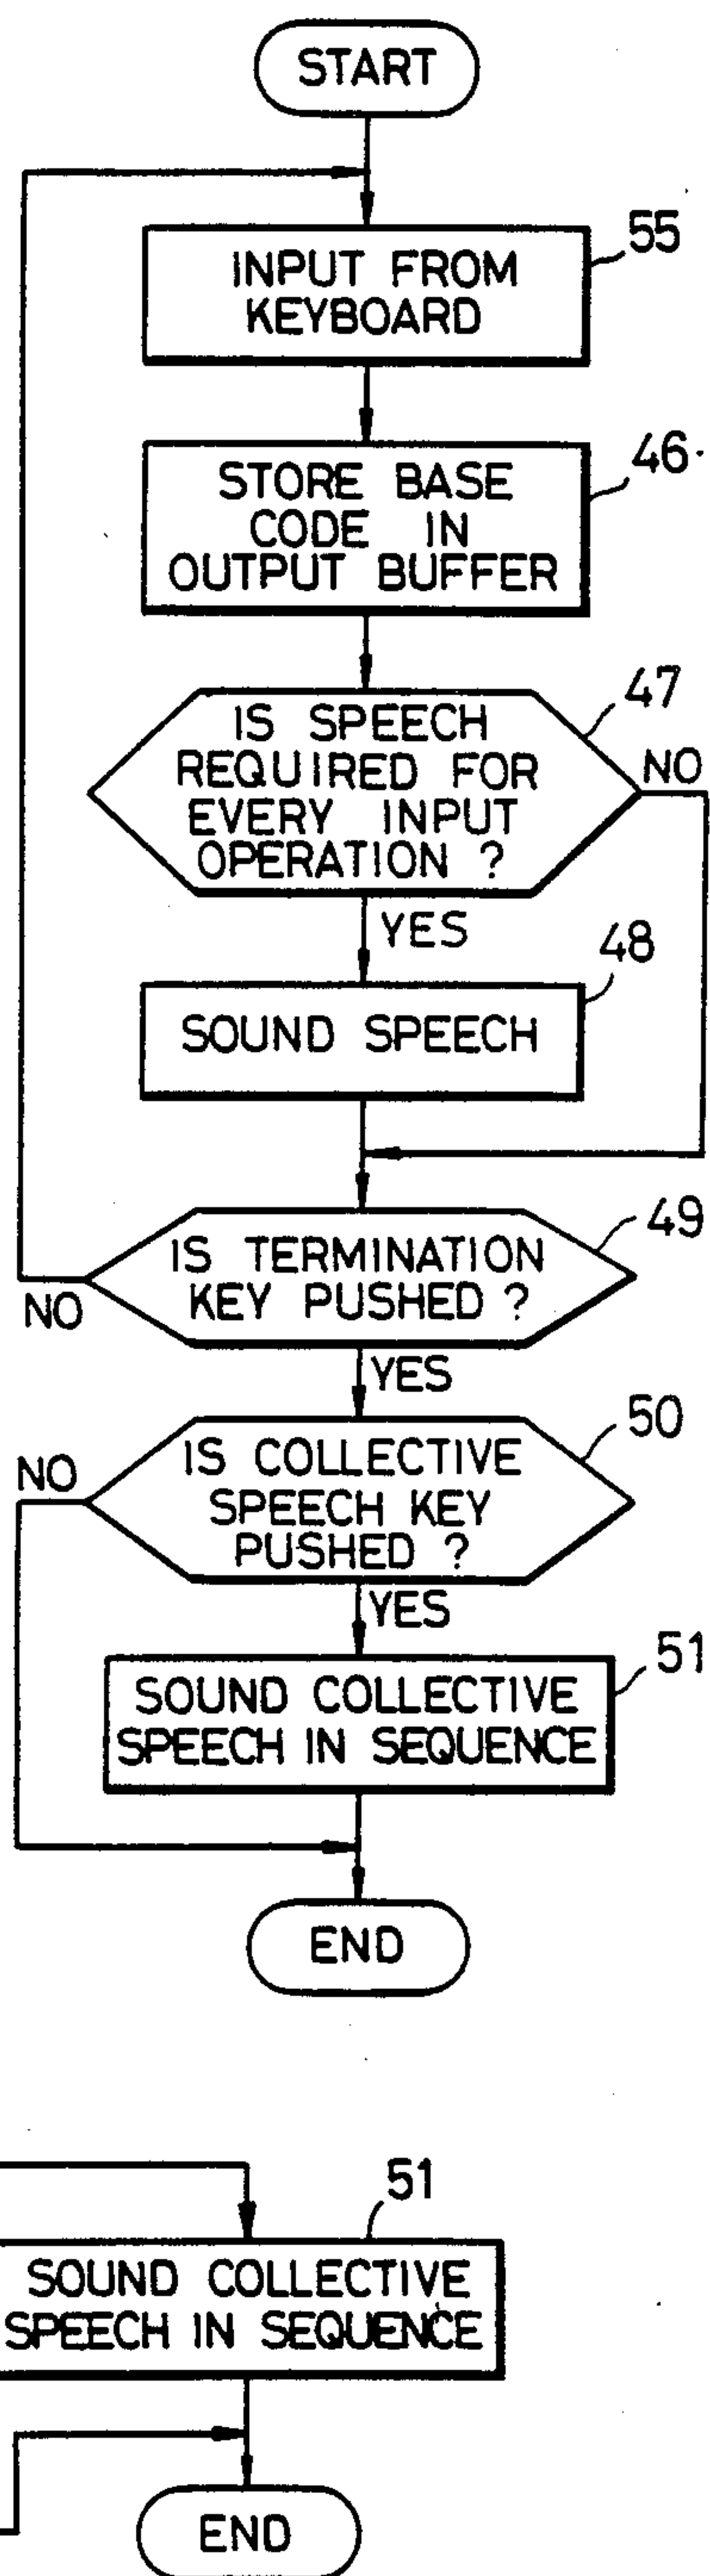 START
55
INPUT FROM
KEYBOARD
46
STORE BASE
CODE IN
OUTPUT BUFFER
47
IS SPEECH
REQUIRED FOR
EVERY INPUT
OPERATION ?
NO
YES
48
SOUND SPEECH
49
IS TERMINATION
KEY PUSHED ?
NO
YES
50
IS COLLECTIVE
SPEECH KEY
PUSHED ?
NO
YES
51
SOUND COLLECTIVE
SPEECH IN SEQUENCE
END
51
SOUND COLLECTIVE
SPEECH IN SEQUENCE
END